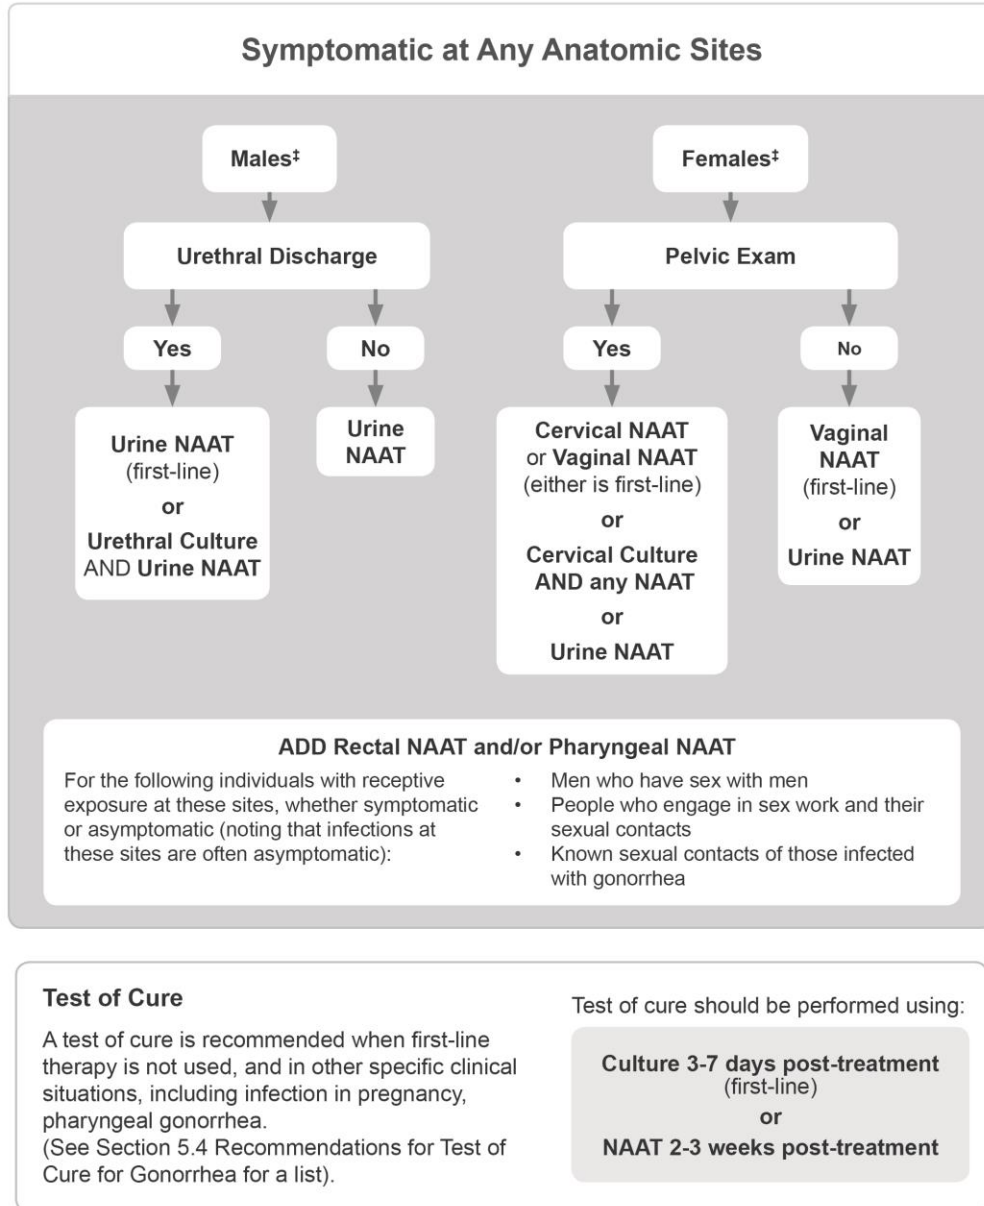 Symptomatic at Any Anatomic Sites
Males‡
Females‡
Urethral Discharge
Pelvic Exam
Yes
No
Yes
No
Urine NAAT
(first-line)
or
Urethral Culture
AND Urine NAAT
Urine
NAAT
Cervical NAAT
or Vaginal NAAT
(either is first-line)
or
Cervical Culture
AND any NAAT
or
Urine NAAT
Vaginal
NAAT
(first-line)
or
Urine NAAT
ADD Rectal NAAT and/or Pharyngeal NAAT
For the following individuals with receptive
exposure at these sites, whether symptomatic
or asymptomatic (noting that infections at
these sites are often asymptomatic):
• Men who have sex with men
• People who engage in sex work and their
sexual contacts
• Known sexual contacts of those infected
with gonorrhea
Test of Cure
A test of cure is recommended when first-line
therapy is not used, and in other specific clinical
situations, including infection in pregnancy,
pharyngeal gonorrhea.
(See Section 5.4 Recommendations for Test of
Cure for Gonorrhea for a list).
Test of cure should be performed using:
Culture 3-7 days post-treatment
(first-line)
or
NAAT 2-3 weeks post-treatment